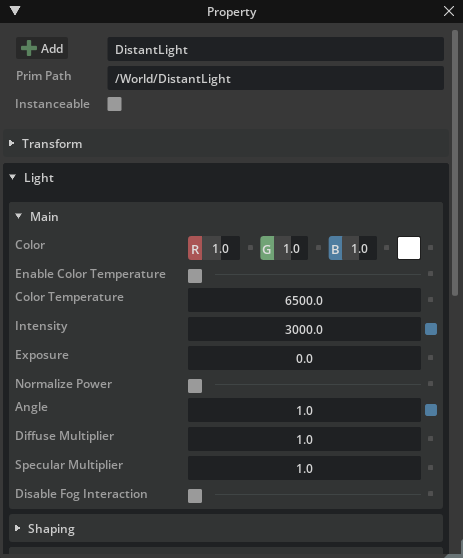 Property
Add
DistantLight
Prim Path
/World/DistantLight
Instanceable
Transform
Light
Main
Color R 1.0 G 1.0 B 1.0
Enable Color Temperature
Color Temperature 6500.0
Intensity 3000.0
Exposure 0.0
Normalize Power
Angle 1.0
Diffuse Multiplier 1.0
Specular Multiplier 1.0
Disable Fog Interaction
Shaping